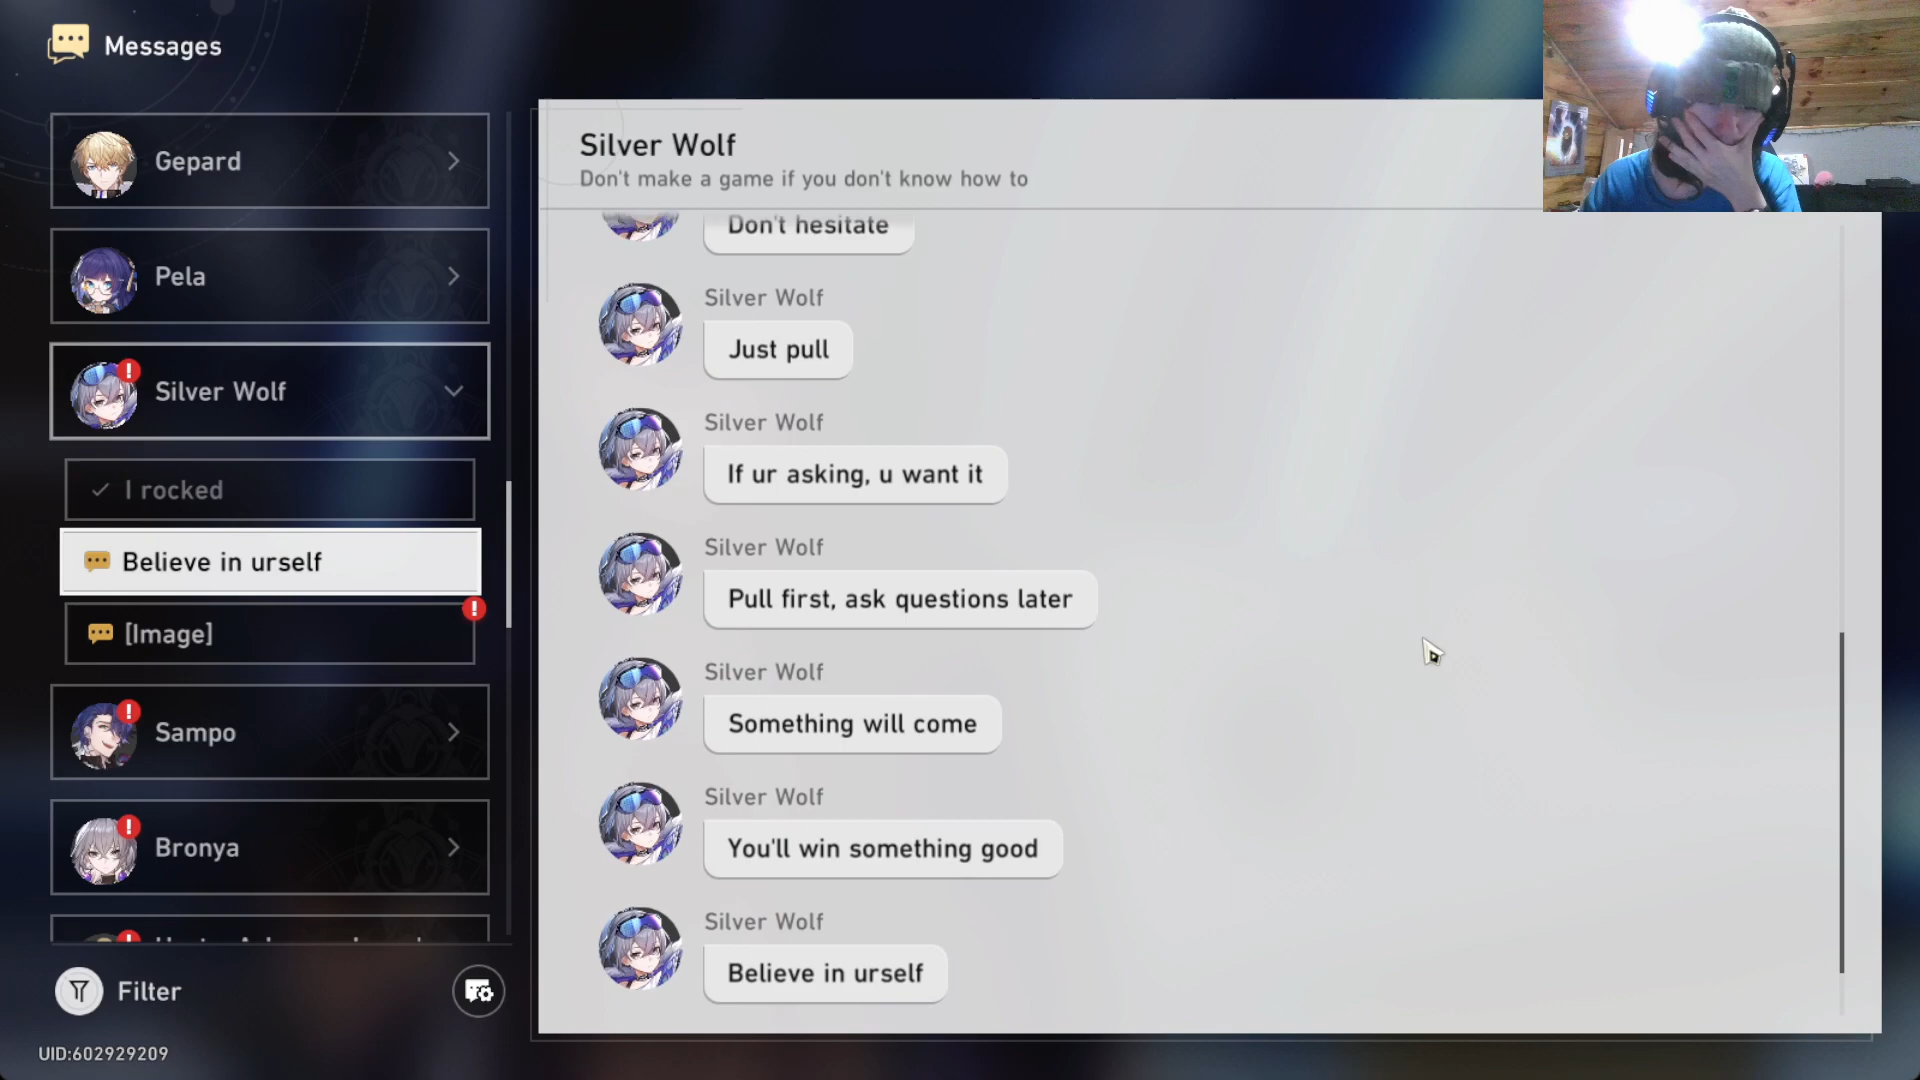 Messages
Gepard
Pela
Silver Wolf
I rocked
Believe in urself
[Image]
Sampo
Bronya
Filter
UID:602929209
Silver Wolf
Don't make a game if you don't know how to
Don't hesitate
Silver Wolf
Just pull
Silver Wolf
If ur asking, u want it
Silver Wolf
Pull first, ask questions later
Silver Wolf
Something will come
Silver Wolf
You'll win something good
Silver Wolf
Believe in urself